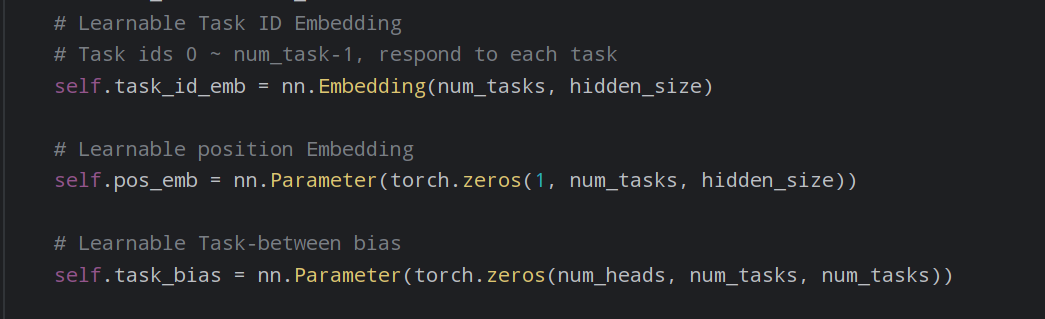 # Learnable Task ID Embedding
# Task ids 0 ~ num_task-1, respond to each task
self.task_id_emb = nn.Embedding(num_tasks, hidden_size)
# Learnable position Embedding
self.pos_emb = nn.Parameter(torch.zeros(1, num_tasks, hidden_size))
# Learnable Task-between bias
self.task_bias = nn.Parameter(torch.zeros(num_heads, num_tasks, num_tasks))